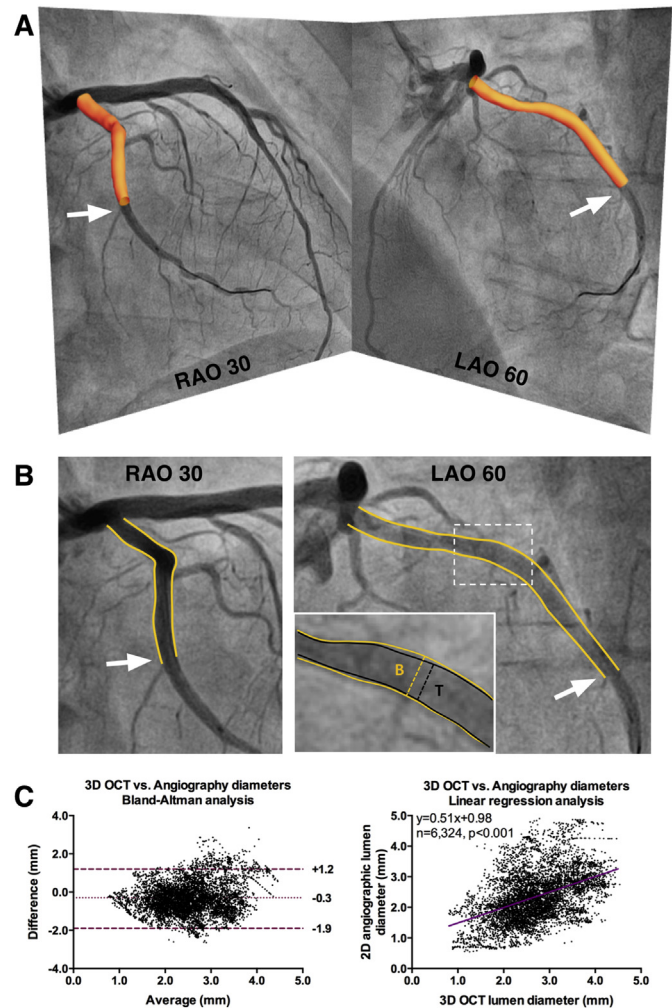 A
RAO 30
LAO 60
B
RAO 30
LAO 60
B
T
C
3D OCT vs. Angiography diameters
Bland-Altman analysis
Difference (mm)
4.0
2.0
0.0
-2.0
-4.0
+1.2
-0.3
-1.9
0.0
1.0
2.0
3.0
4.0
5.0
Average (mm)
3D OCT vs. Angiography diameters
Linear regression analysis
y=0.51x+0.98
n=6,324, p<0.001
2D angiographic lumen
diameter (mm)
5.0
4.0
3.0
2.0
1.0
0.0
0.0
1.0
2.0
3.0
4.0
5.0
3D OCT lumen diameter (mm)